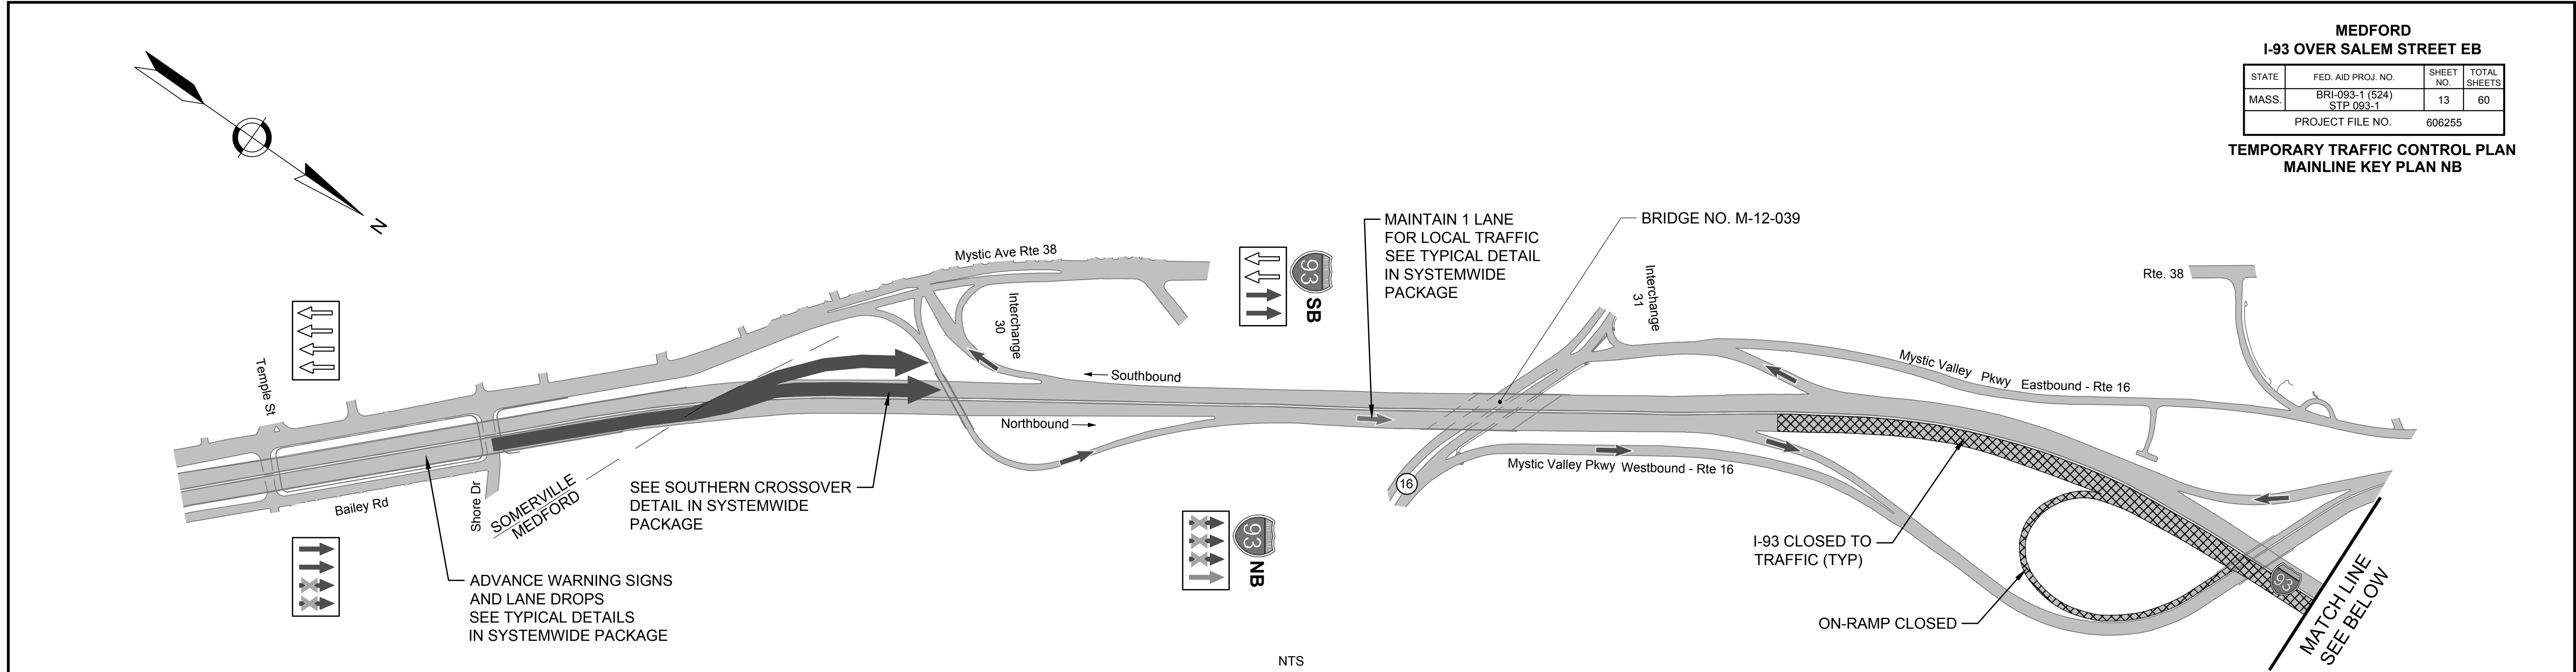 MEDFORD
I-93 OVER SALEM STREET EB
STATE
FED. AID PROJ. NO.
SHEET
NO.
TOTAL
SHEETS
MASS.
BRI-093-1 (524)
STP 093-1
13
60
PROJECT FILE NO.
606255
TEMPORARY TRAFFIC CONTROL PLAN
MAINLINE KEY PLAN NB
N
Mystic Ave Rte 38
93
SB
MAINTAIN 1 LANE
FOR LOCAL TRAFFIC
SEE TYPICAL DETAIL
IN SYSTEMWIDE
PACKAGE
BRIDGE NO. M-12-039
Interchange
31
Rte. 38
Interchange
30
Temple St
Southbound
Northbound
Mystic Valley Pkwy Eastbound - Rte 16
Bailey Rd
Shore Dr
SOMERVILLE
MEDFORD
SEE SOUTHERN CROSSOVER
DETAIL IN SYSTEMWIDE
PACKAGE
16
Mystic Valley Pkwy Westbound - Rte 16
ADVANCE WARNING SIGNS
AND LANE DROPS
SEE TYPICAL DETAILS
IN SYSTEMWIDE PACKAGE
93
NB
I-93 CLOSED TO
TRAFFIC (TYP)
ON-RAMP CLOSED
93
MATCH LINE
SEE BELOW
NTS